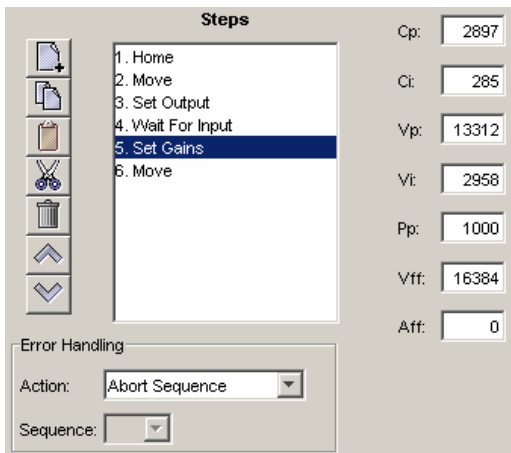 Steps
1. Home
2. Move
3. Set Output
4. Wait For Input
5. Set Gains
6. Move
Cp: 2897
Ci: 285
Vp: 13312
Vi: 2958
Pp: 1000
Vff: 16384
Aff: 0
Error Handling
Action: Abort Sequence
Sequence: